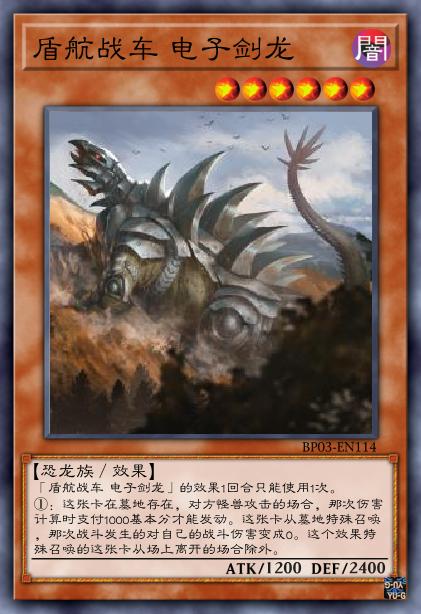 盾航战车 电子剑龙
闇
BP03-EN114
【恐龙族／效果】
「盾航战车 电子剑龙」的效果1回合只能使用1次。
①：这张卡在墓地存在，对方怪兽攻击的场合，那次伤害
计算时支付1000基本分才能发动。这张卡从墓地特殊召唤
，那次战斗发生的对自己的战斗伤害变成0。这个效果特
殊召唤的这张卡从场上离开的场合除外。
ATK/1200 DEF/2400